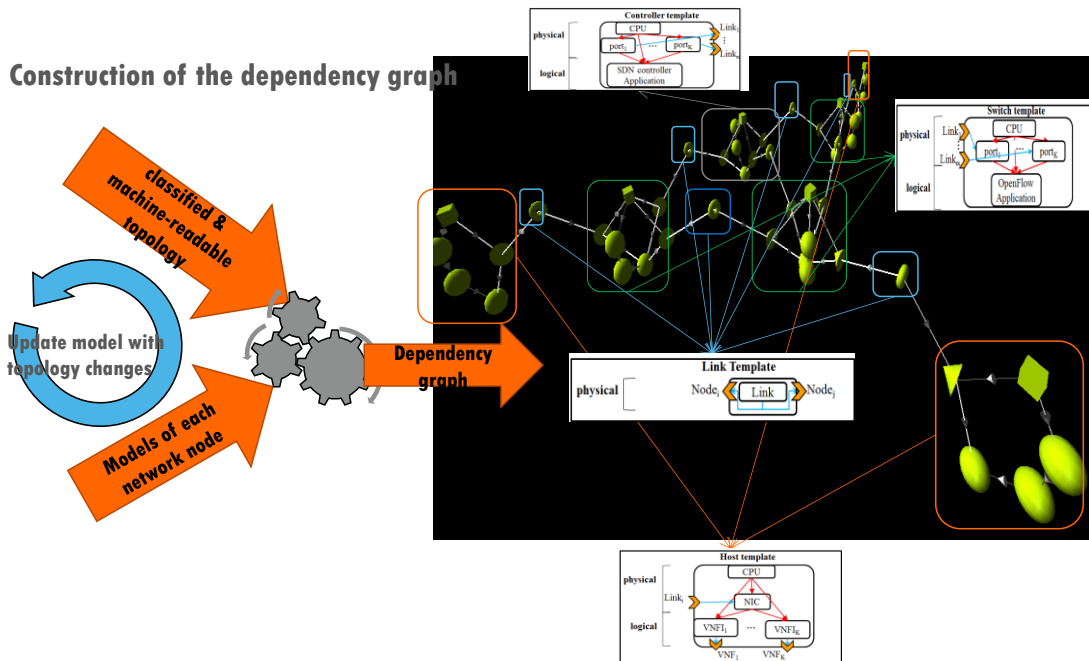 Construction of the dependency graph
classified &
machine-readable
topology
Update model with
topology changes
Models of each
network node
Dependency
graph
Controller template
physical
logical
CPU
port₁ ... portK
SDN controller
Application
Link₁
⋮
Switch template
physical
logical
CPU
port₁ ... portK
OpenFlow
Application
Link₁
⋮
Link Template
physical
Nodeᵢ
Link
Nodeⱼ
Host template
physical
logical
CPU
Linkᵢ
NIC
VNFI₁ ... VNFIK
VNF₁ VNFK